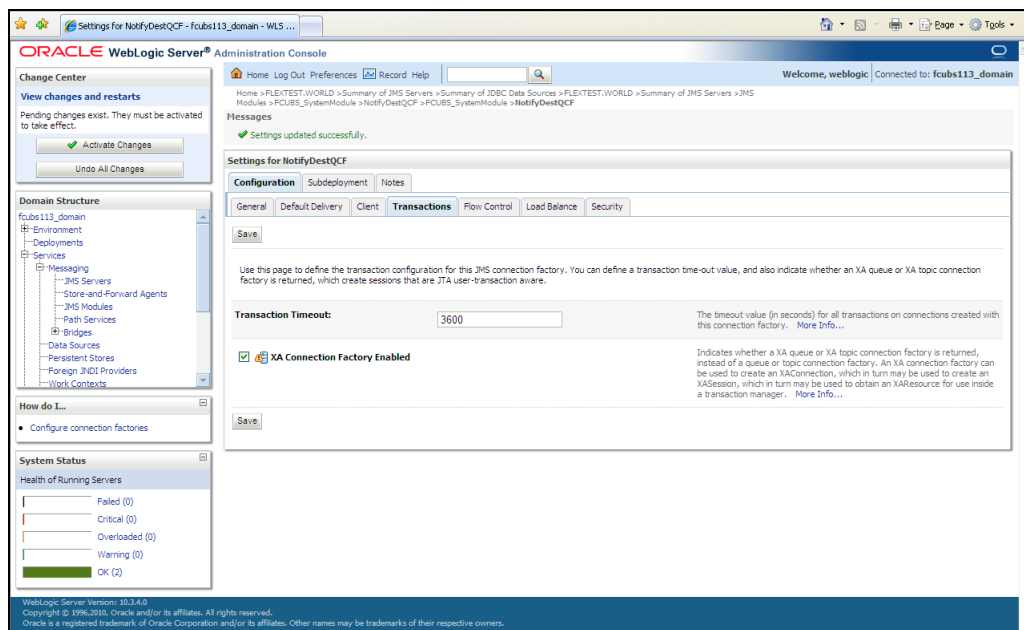 Settings for NotifyDestQCF - fcubs113_domain - WLS ...
Page
Tools
ORACLE WebLogic Server® Administration Console
Change Center
View changes and restarts
Pending changes exist. They must be activated
to take effect.
Activate Changes
Undo All Changes
Domain Structure
fcubs113_domain
Environment
Deployments
Services
Messaging
JMS Servers
Store-and-Forward Agents
JMS Modules
Path Services
Bridges
Data Sources
Persistent Stores
Foreign JNDI Providers
Work Contexts
How do I...
Configure connection factories
System Status
Health of Running Servers
Failed (0)
Critical (0)
Overloaded (0)
Warning (0)
OK (2)
Home Log Out Preferences Record Help
Welcome, weblogic Connected to: fcubs113_domain
Home >FLEXTEST.WORLD >Summary of JMS Servers >Summary of JDBC Data Sources >FLEXTEST.WORLD >Summary of JMS Servers >JMS
Modules >FCUBS_SystemModule >NotifyDestQCF >FCUBS_SystemModule >NotifyDestQCF
Messages
Settings updated successfully.
Settings for NotifyDestQCF
Configuration Subdeployment Notes
General Default Delivery Client Transactions Flow Control Load Balance Security
Save
Use this page to define the transaction configuration for this JMS connection factory. You can define a transaction time-out value, and also indicate whether an XA queue or XA topic connection
factory is returned, which create sessions that are JTA user-transaction aware.
Transaction Timeout:
3600
The timeout value (in seconds) for all transactions on connections created with
this connection factory. More Info...
XA Connection Factory Enabled
Indicates whether a XA queue or XA topic connection factory is returned,
instead of a queue or topic connection factory. An XA connection factory can
be used to create an XAConnection, which in turn may be used to create an
XASession, which in turn may be used to obtain an XAResource for use inside
a transaction manager. More Info...
Save
WebLogic Server Version: 10.3.4.0
Copyright © 1996,2010, Oracle and/or its affiliates. All rights reserved.
Oracle is a registered trademark of Oracle Corporation and/or its affiliates. Other names may be trademarks of their respective owners.